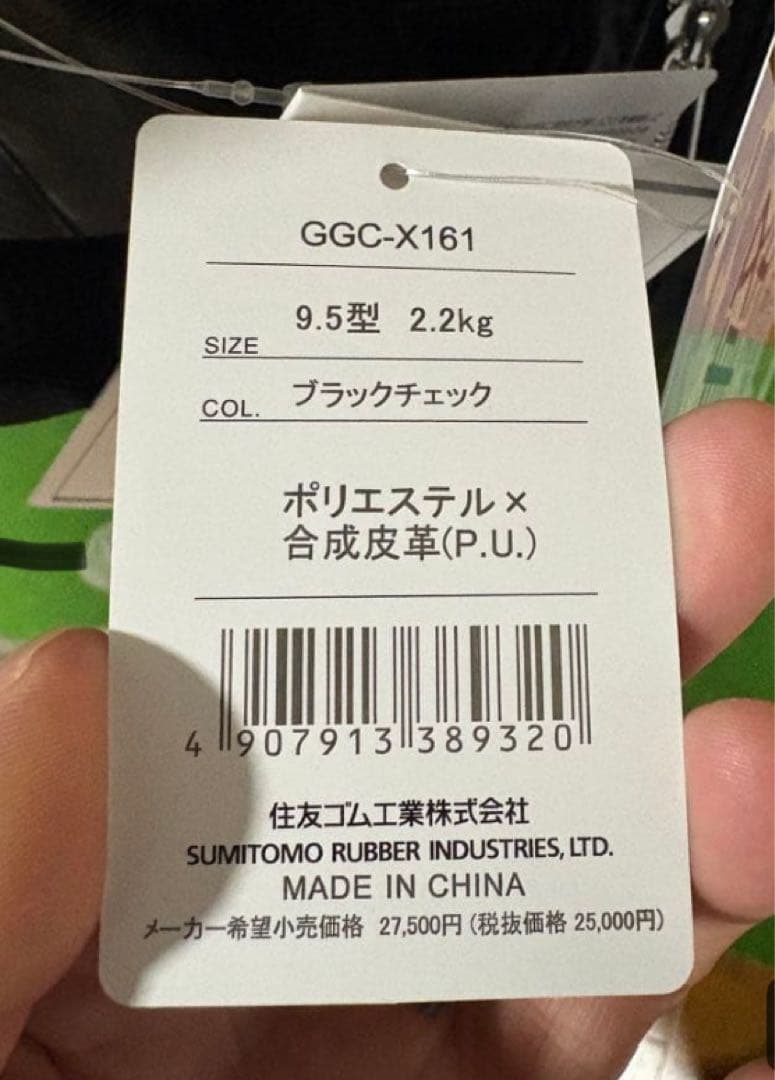 GGC-X161
9.5型 2.2kg
SIZE
ブラックチェック
COL.
ポリエステル×
合成皮革(P.U.)
4 907913 389320
住友ゴム工業株式会社
SUMITOMO RUBBER INDUSTRIES, LTD.
MADE IN CHINA
メーカー希望小売価格 27,500円 (税抜価格 25,000円)